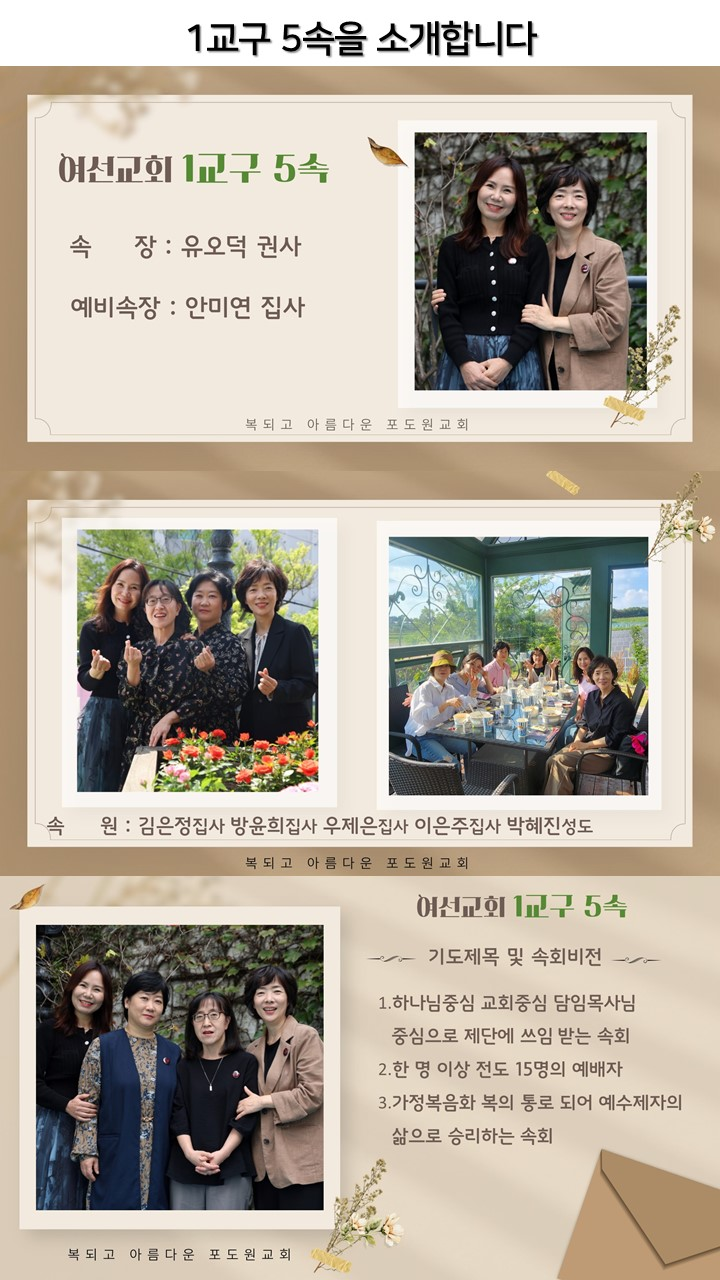 1교구 5속을 소개합니다
여선교회 1교구 5속
속 장 : 유오덕 권사
예비속장 : 안미연 집사
복되고 아름다운 포도원교회
속 원 : 김은정집사 방윤희집사 우제은집사 이은주집사 박혜진성도
복되고 아름다운 포도원교회
여선교회 1교구 5속
기도제목 및 속회비전
1.하나님중심 교회중심 담임목사님
중심으로 제단에 쓰임 받는 속회
2.한 명 이상 전도 15명의 예배자
3.가정복음화 복의 통로 되어 예수제자의
삶으로 승리하는 속회
복되고 아름다운 포도원교회